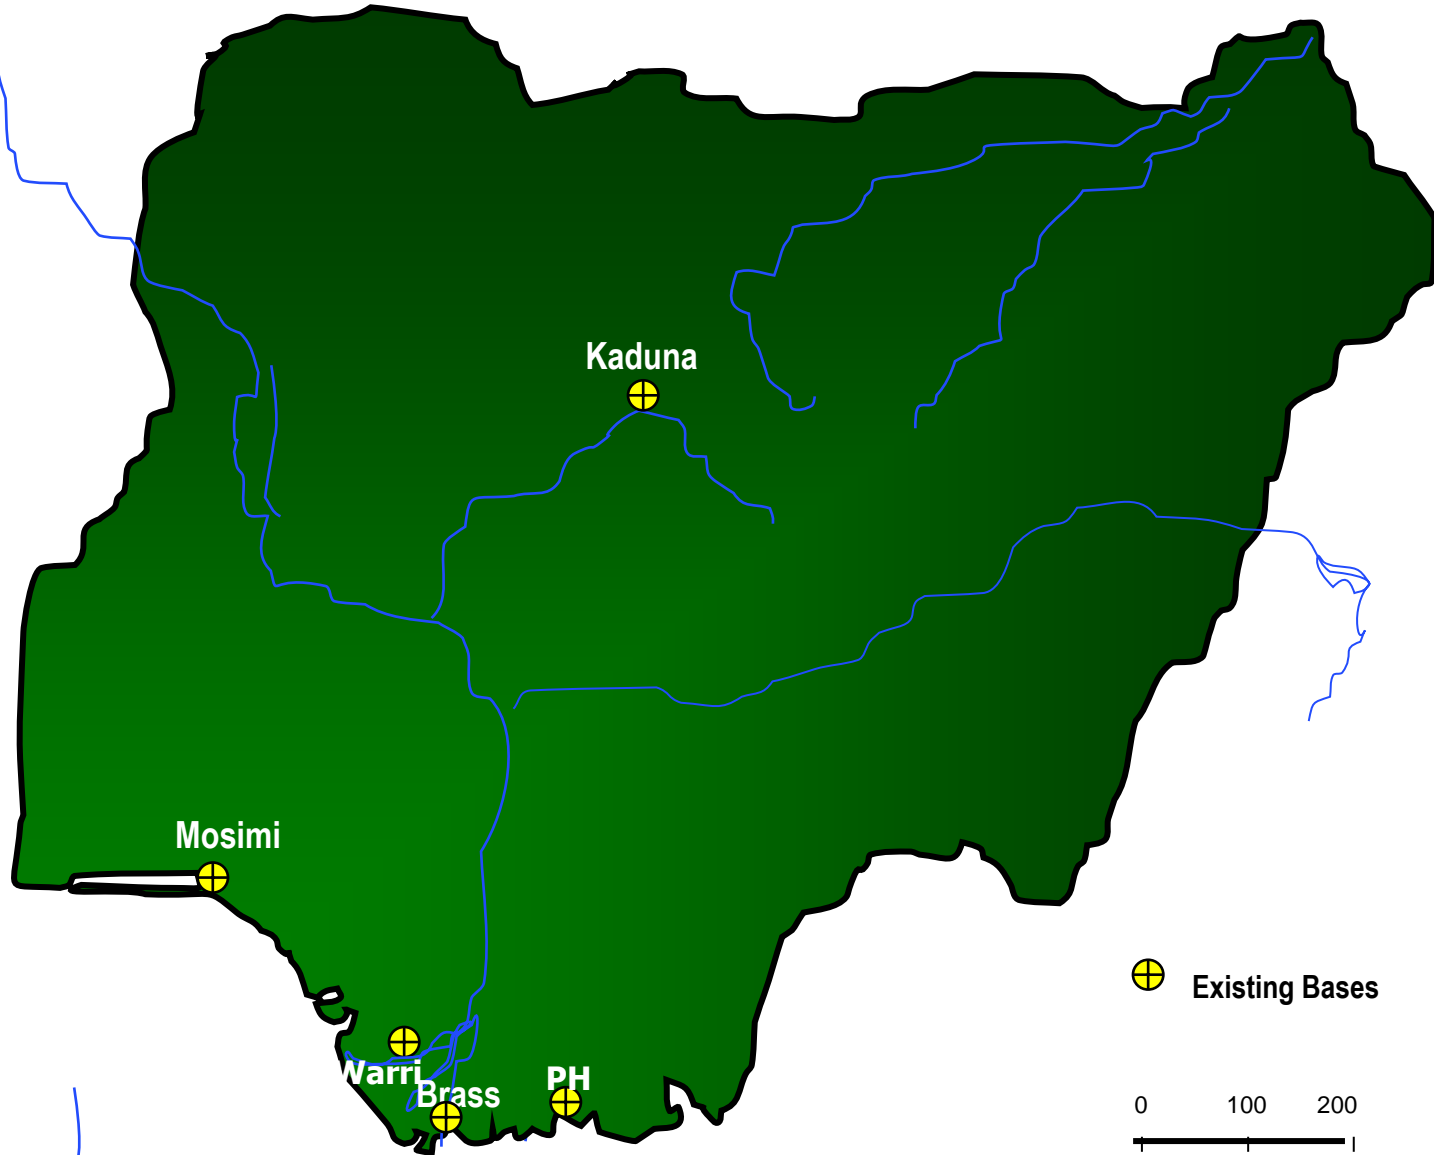 Kaduna
Mosimi
Existing Bases
Warri
Brass
PH
0 100 200